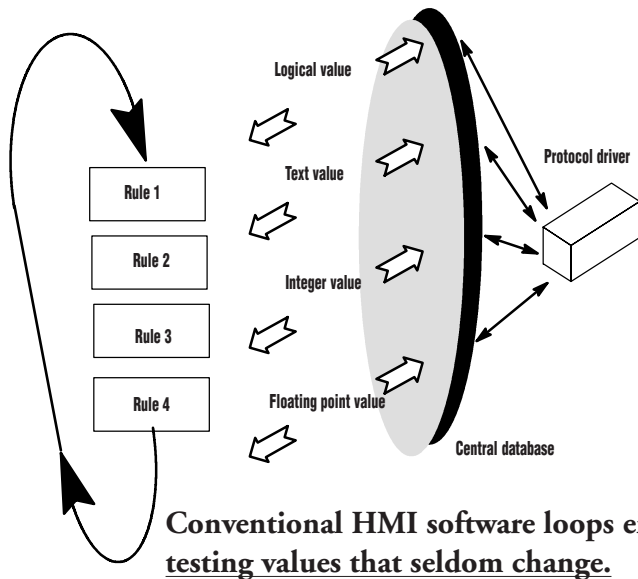 Logical value
Protocol driver
Text value
Rule 1
Rule 2
Integer value
Rule 3
Floating point value
Rule 4
Central database
Conventional HMI software loops
testing values that seldom change.